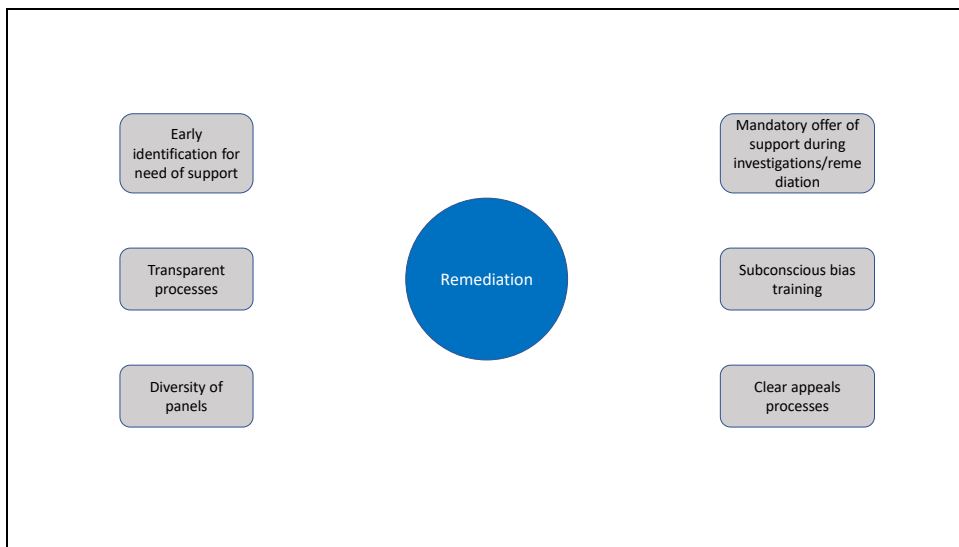 Early
identification for
need of support
Transparent
processes
Diversity of
panels
Remediation
Mandatory offer of
support during
investigations/reme
diation
Subconscious bias
training
Clear appeals
processes